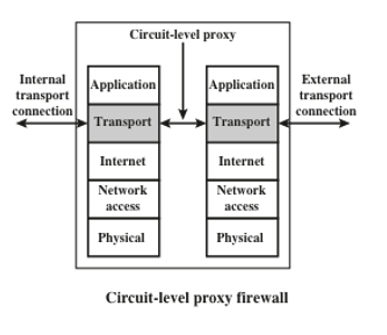 Circuit-level proxy
Internal
transport
connection
External
transport
connection
Application
Transport
Internet
Network
access
Physical
Application
Transport
Internet
Network
access
Physical
Circuit-level proxy firewall